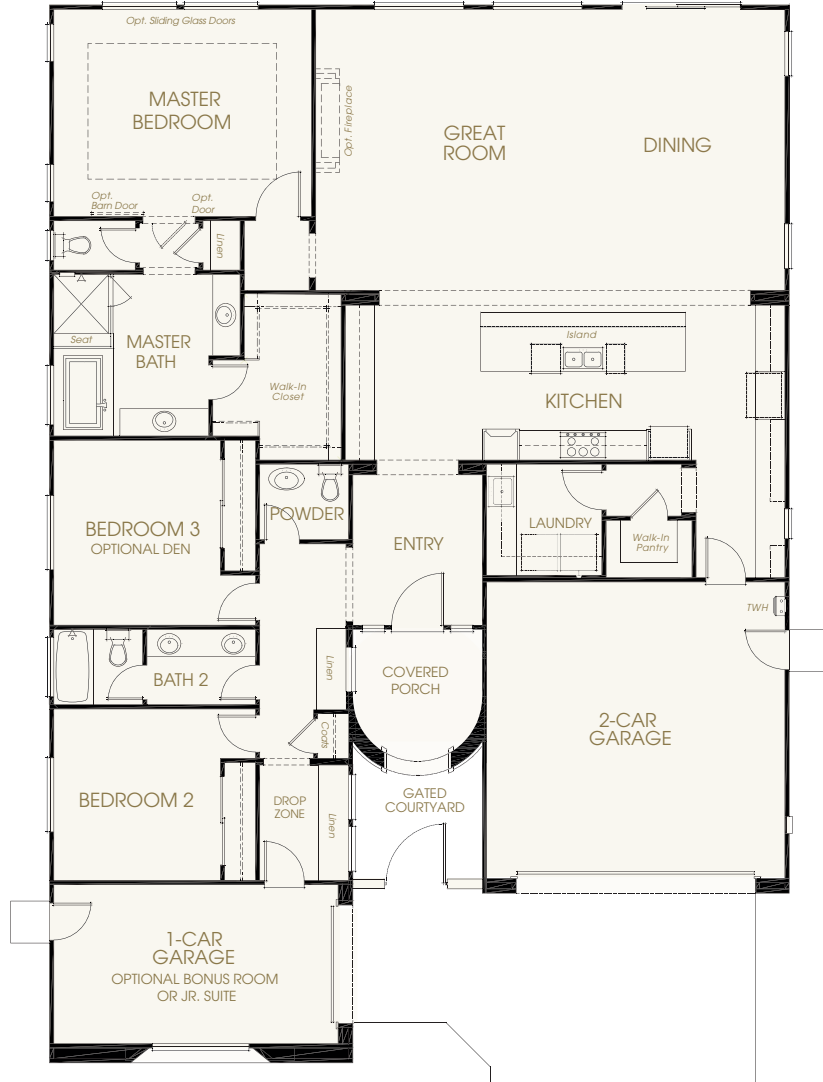 Opt. Sliding Glass Doors
MASTER
BEDROOM
Opt. Fireplace
GREAT
ROOM
DINING
Opt.
Barn Door
Opt.
Door
Linen
Seat
MASTER
BATH
Walk-In
Closet
Island
KITCHEN
POWDER
BEDROOM 3
OPTIONAL DEN
ENTRY
LAUNDRY
Walk-In
Pantry
TWH
BATH 2
Linen
COVERED
PORCH
2-CAR
GARAGE
Coats
BEDROOM 2
DROP
ZONE
Linen
GATED
COURTYARD
1-CAR
GARAGE
OPTIONAL BONUS ROOM
OR JR. SUITE